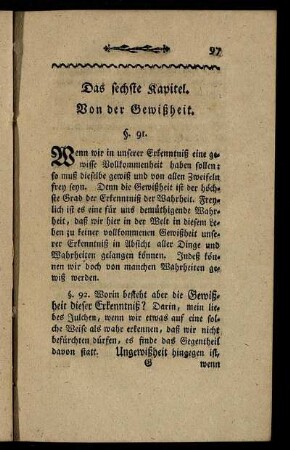 97
Das sechste Kapitel.
Von der Gewißheit.
§. 91.
Wenn wir in unserer Erkenntniß eine ge-
wisse Vollkommenheit haben sollen:
so muß dieselbe gewiß und von allen Zweifeln
frey seyn. Denn die Gewißheit ist der höch-
ste Grad der Erkenntniß der Wahrheit. Frey-
lich ist es eine für uns demüthigende Wahr-
heit, daß wir hier in der Welt in diesem Le-
ben zu keiner vollkommenen Gewißheit unse-
rer Erkenntniß in Absicht aller Dinge und
Wahrheiten gelangen können. Indeß kön-
nen wir doch von manchen Wahrheiten ge-
wiß werden.
§. 92. Worin besteht aber die Gewiß-
heit dieser Erkenntniß? Darin, mein lie-
bes Julchen, wenn wir etwas auf eine sol-
che Weise als wahr erkennen, daß wir nicht
befürchten dürfen, es finde das Gegentheil
davon statt. Ungewißheit hingegen ist,
G wenn